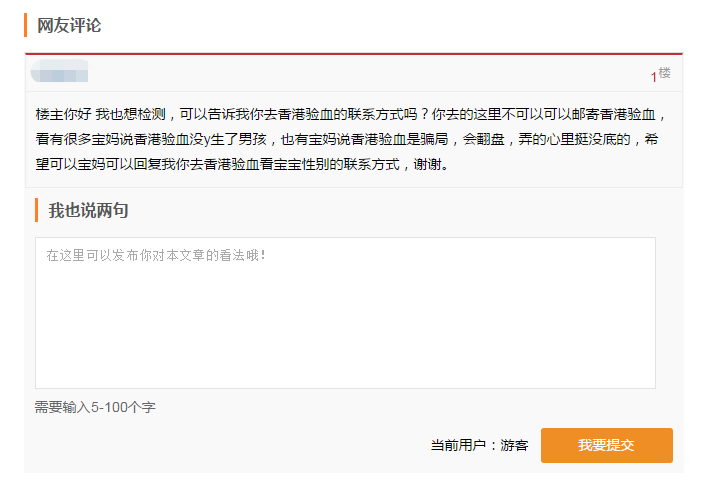 网友评论
1楼
楼主你好 我也想检测，可以告诉我你去香港验血的联系方式吗？你去的这里不可以可以邮寄香港验血，
看有很多宝妈说香港验血没y生了男孩，也有宝妈说香港验血是骗局，会翻盘，弄的心里挺没底的，希
望可以宝妈可以回复我你去香港验血看宝宝性别的联系方式，谢谢。
我也说两句
在这里可以发布你对本文章的看法哦！
需要输入5-100个字
当前用户：游客 我要提交